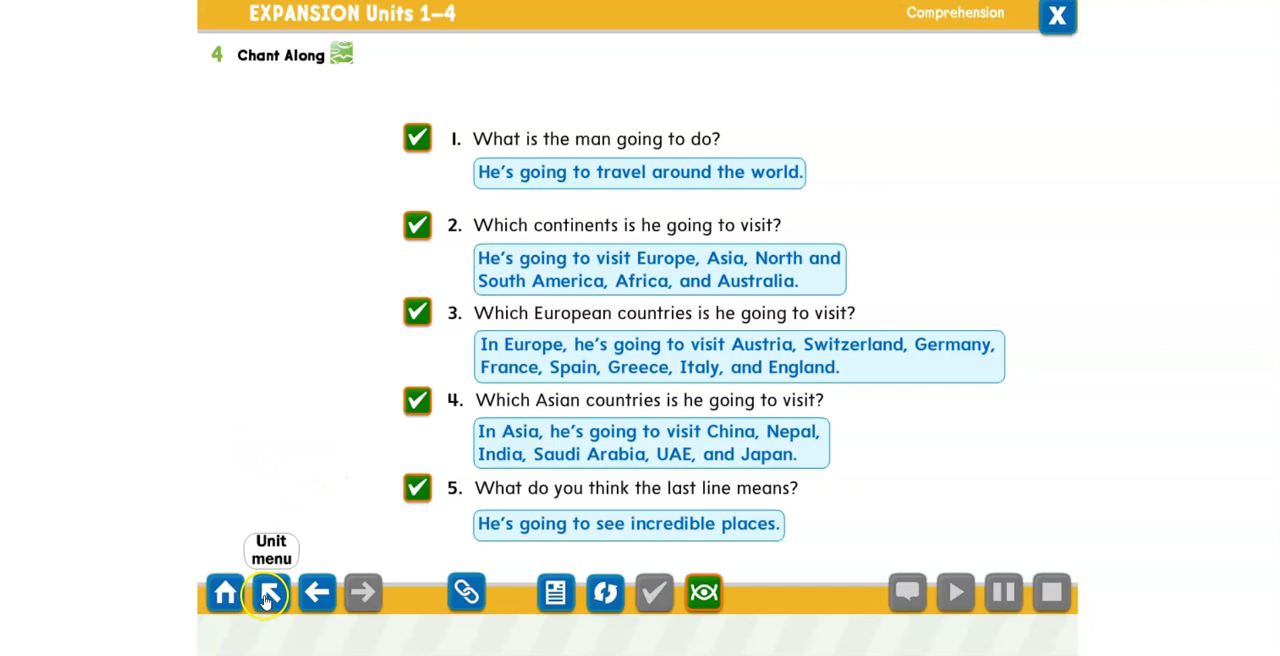 EXPANSION Units 1–4
Comprehension
X
4 Chant Along
1. What is the man going to do?
He's going to travel around the world.
2. Which continents is he going to visit?
He's going to visit Europe, Asia, North and
South America, Africa, and Australia.
3. Which European countries is he going to visit?
In Europe, he's going to visit Austria, Switzerland, Germany,
France, Spain, Greece, Italy, and England.
4. Which Asian countries is he going to visit?
In Asia, he's going to visit China, Nepal,
India, Saudi Arabia, UAE, and Japan.
5. What do you think the last line means?
He's going to see incredible places.
Unit
menu